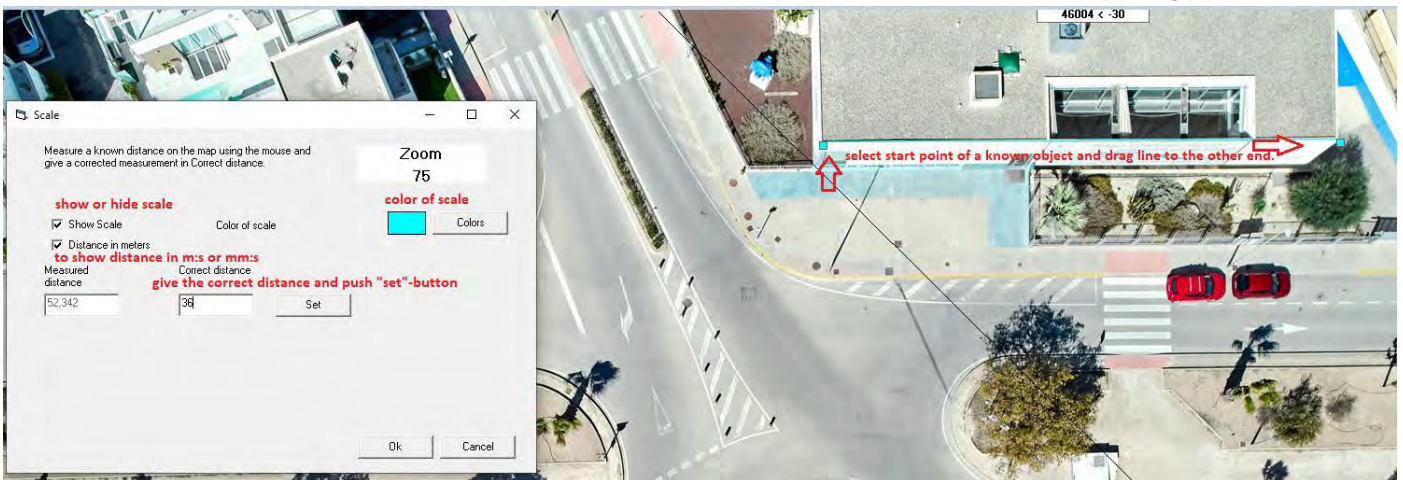 46004 < -30
Scale
Measure a known distance on the map using the mouse and
give a corrected measurement in Correct distance.
Zoom
75
show or hide scale
color of scale
Show Scale
Color of scale
Colors
Distance in meters
to show distance in m:s or mm:s
Measured
distance
Correct distance
give the correct distance and push "set"-button
52,342
36
Set
Ok
Cancel
select start point of a known object and drag line to the other end.